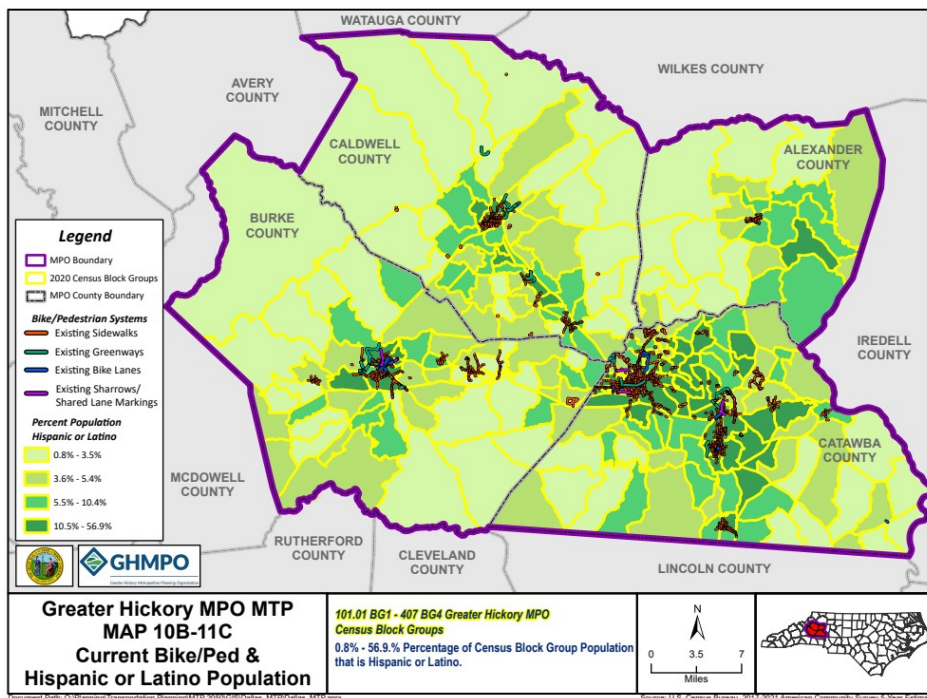 WATAUGA COUNTY
WILKES COUNTY
AVERY
COUNTY
MITCHELL
COUNTY
CALDWELL
COUNTY
ALEXANDER
COUNTY
BURKE
COUNTY
IREDELL
COUNTY
CATAWBA
COUNTY
MCDOWELL
COUNTY
RUTHERFORD
COUNTY
CLEVELAND
COUNTY
LINCOLN COUNTY
Legend
MPO Boundary
2020 Census Block Groups
MPO County Boundary
Bike/Pedestrian Systems
Existing Sidewalks
Existing Greenways
Existing Bike Lanes
Existing Sharrows/
Shared Lane Markings
Percent Population
Hispanic or Latino
0.8% - 3.5%
3.6% - 5.4%
5.5% - 10.4%
10.5% - 56.9%
GHMPO
Greater Hickory Metropolitan Planning Organization
Greater Hickory MPO MTP
MAP 10B-11C
Current Bike/Ped &
Hispanic or Latino Population
101.01 BG1 - 407 BG4 Greater Hickory MPO
Census Block Groups
0.8% - 56.9.% Percentage of Census Block Group Population
that is Hispanic or Latino.
N
0 3.5 7
Miles